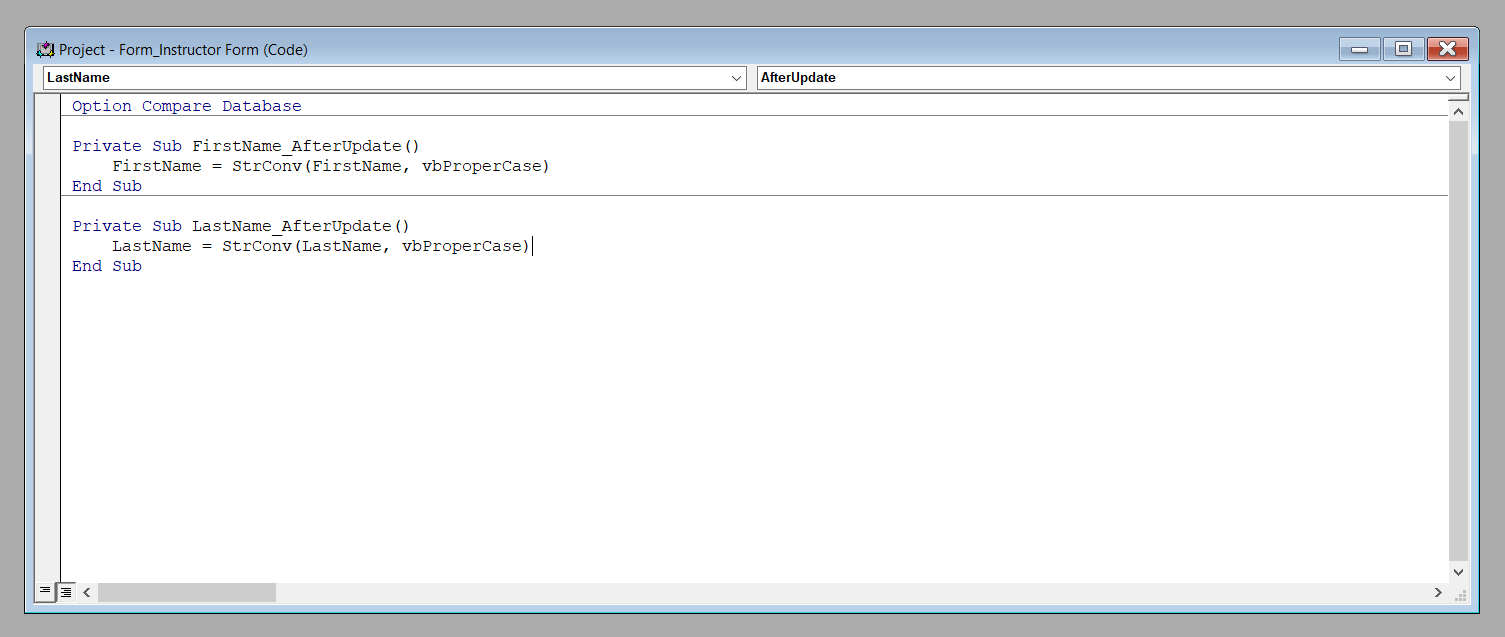 Project - Form_Instructor Form (Code)
LastName AfterUpdate
Option Compare Database
Private Sub FirstName_AfterUpdate()
FirstName = StrConv(FirstName, vbProperCase)
End Sub
Private Sub LastName_AfterUpdate()
LastName = StrConv(LastName, vbProperCase)
End Sub